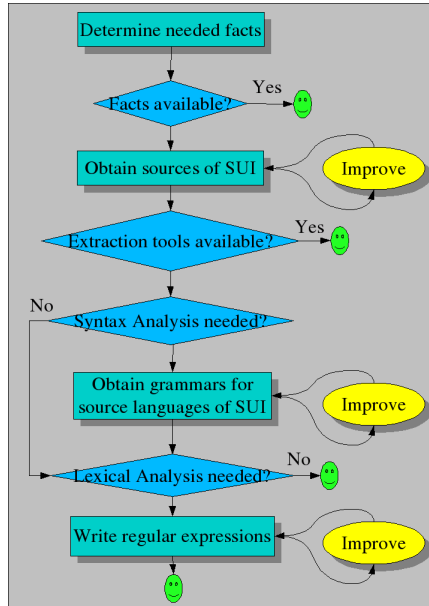 Determine needed facts
Yes
Facts available?
Obtain sources of SUI
Improve
Yes
Extraction tools available?
No
Syntax Analysis needed?
Obtain grammars for
source languages of SUI
Improve
No
Lexical Analysis needed?
Write regular expressions
Improve